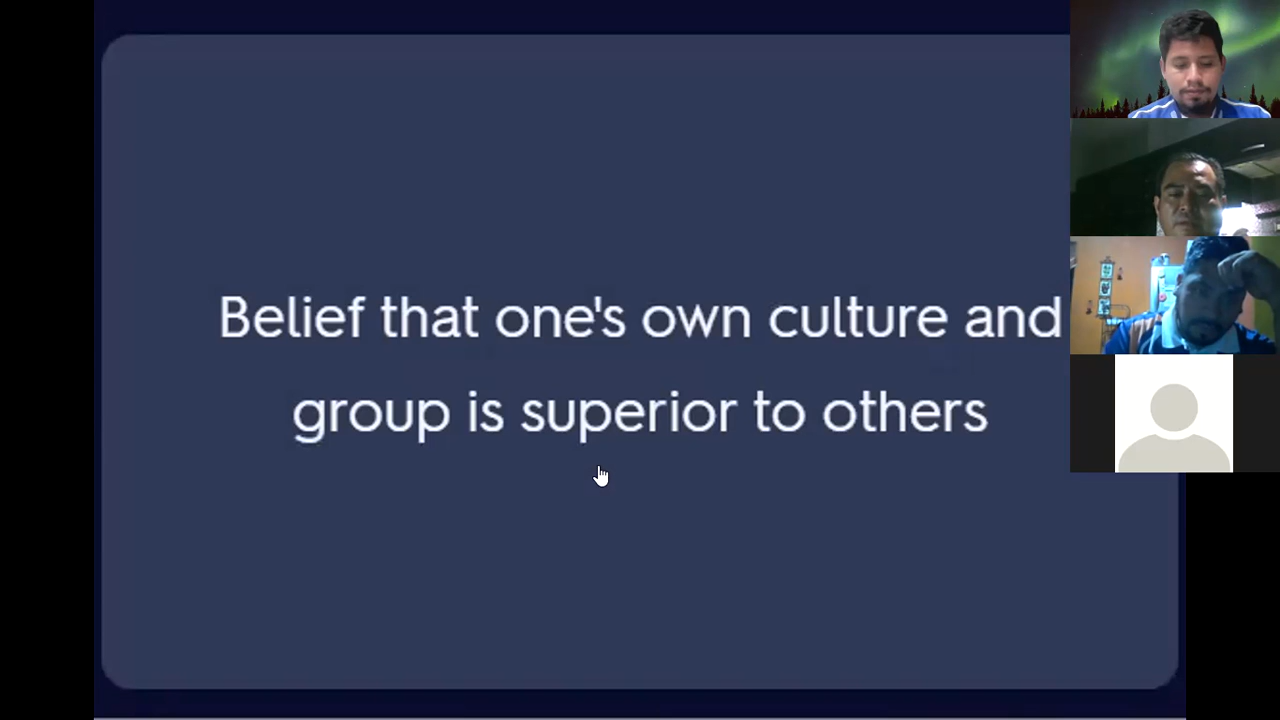 Belief that one's own culture and
group is superior to others